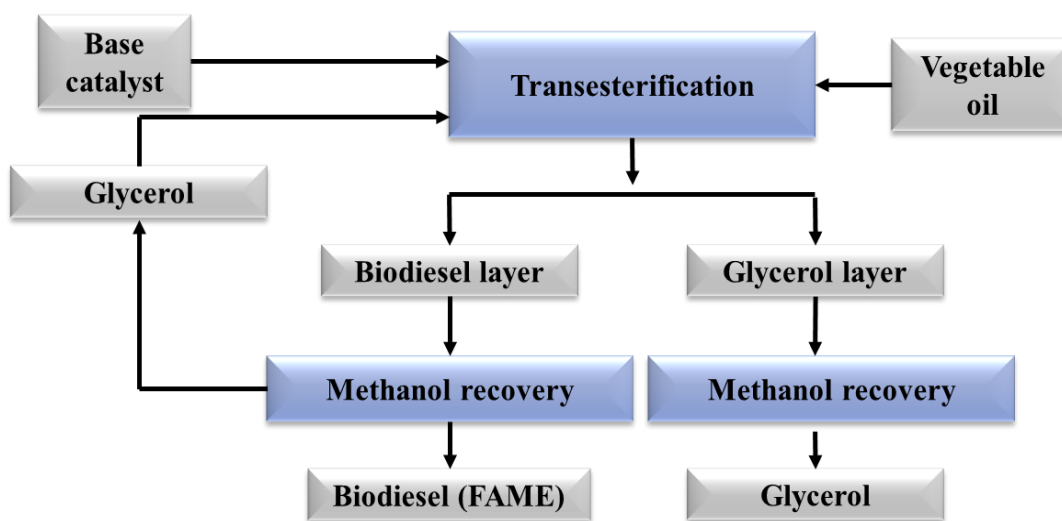 Base
catalyst
Transesterification
Vegetable
oil
Glycerol
Biodiesel layer
Glycerol layer
Methanol recovery
Methanol recovery
Biodiesel (FAME)
Glycerol